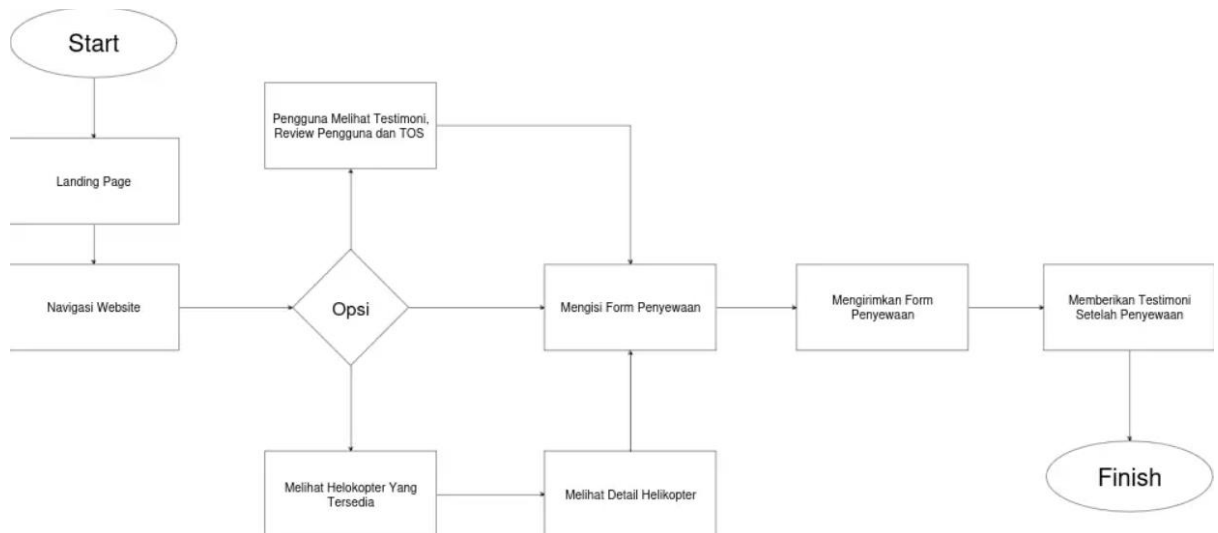 Start
Landing Page
Navigasi Website
Pengguna Melihat Testimoni,
Review Pengguna dan TOS
Opsi
Melihat Helokopter Yang
Tersedia
Melihat Detail Helikopter
Mengisi Form Penyewaan
Mengirimkan Form
Penyewaan
Memberikan Testimoni
Setelah Penyewaan
Finish